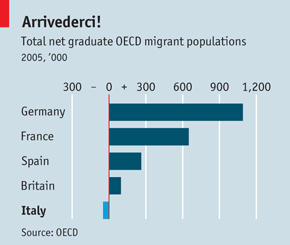 Arrivederci!
Total net graduate OECD migrant populations
2005, ’000
300 – 0 + 300 600 900 1,200
Germany
France
Spain
Britain
Italy
Source: OECD